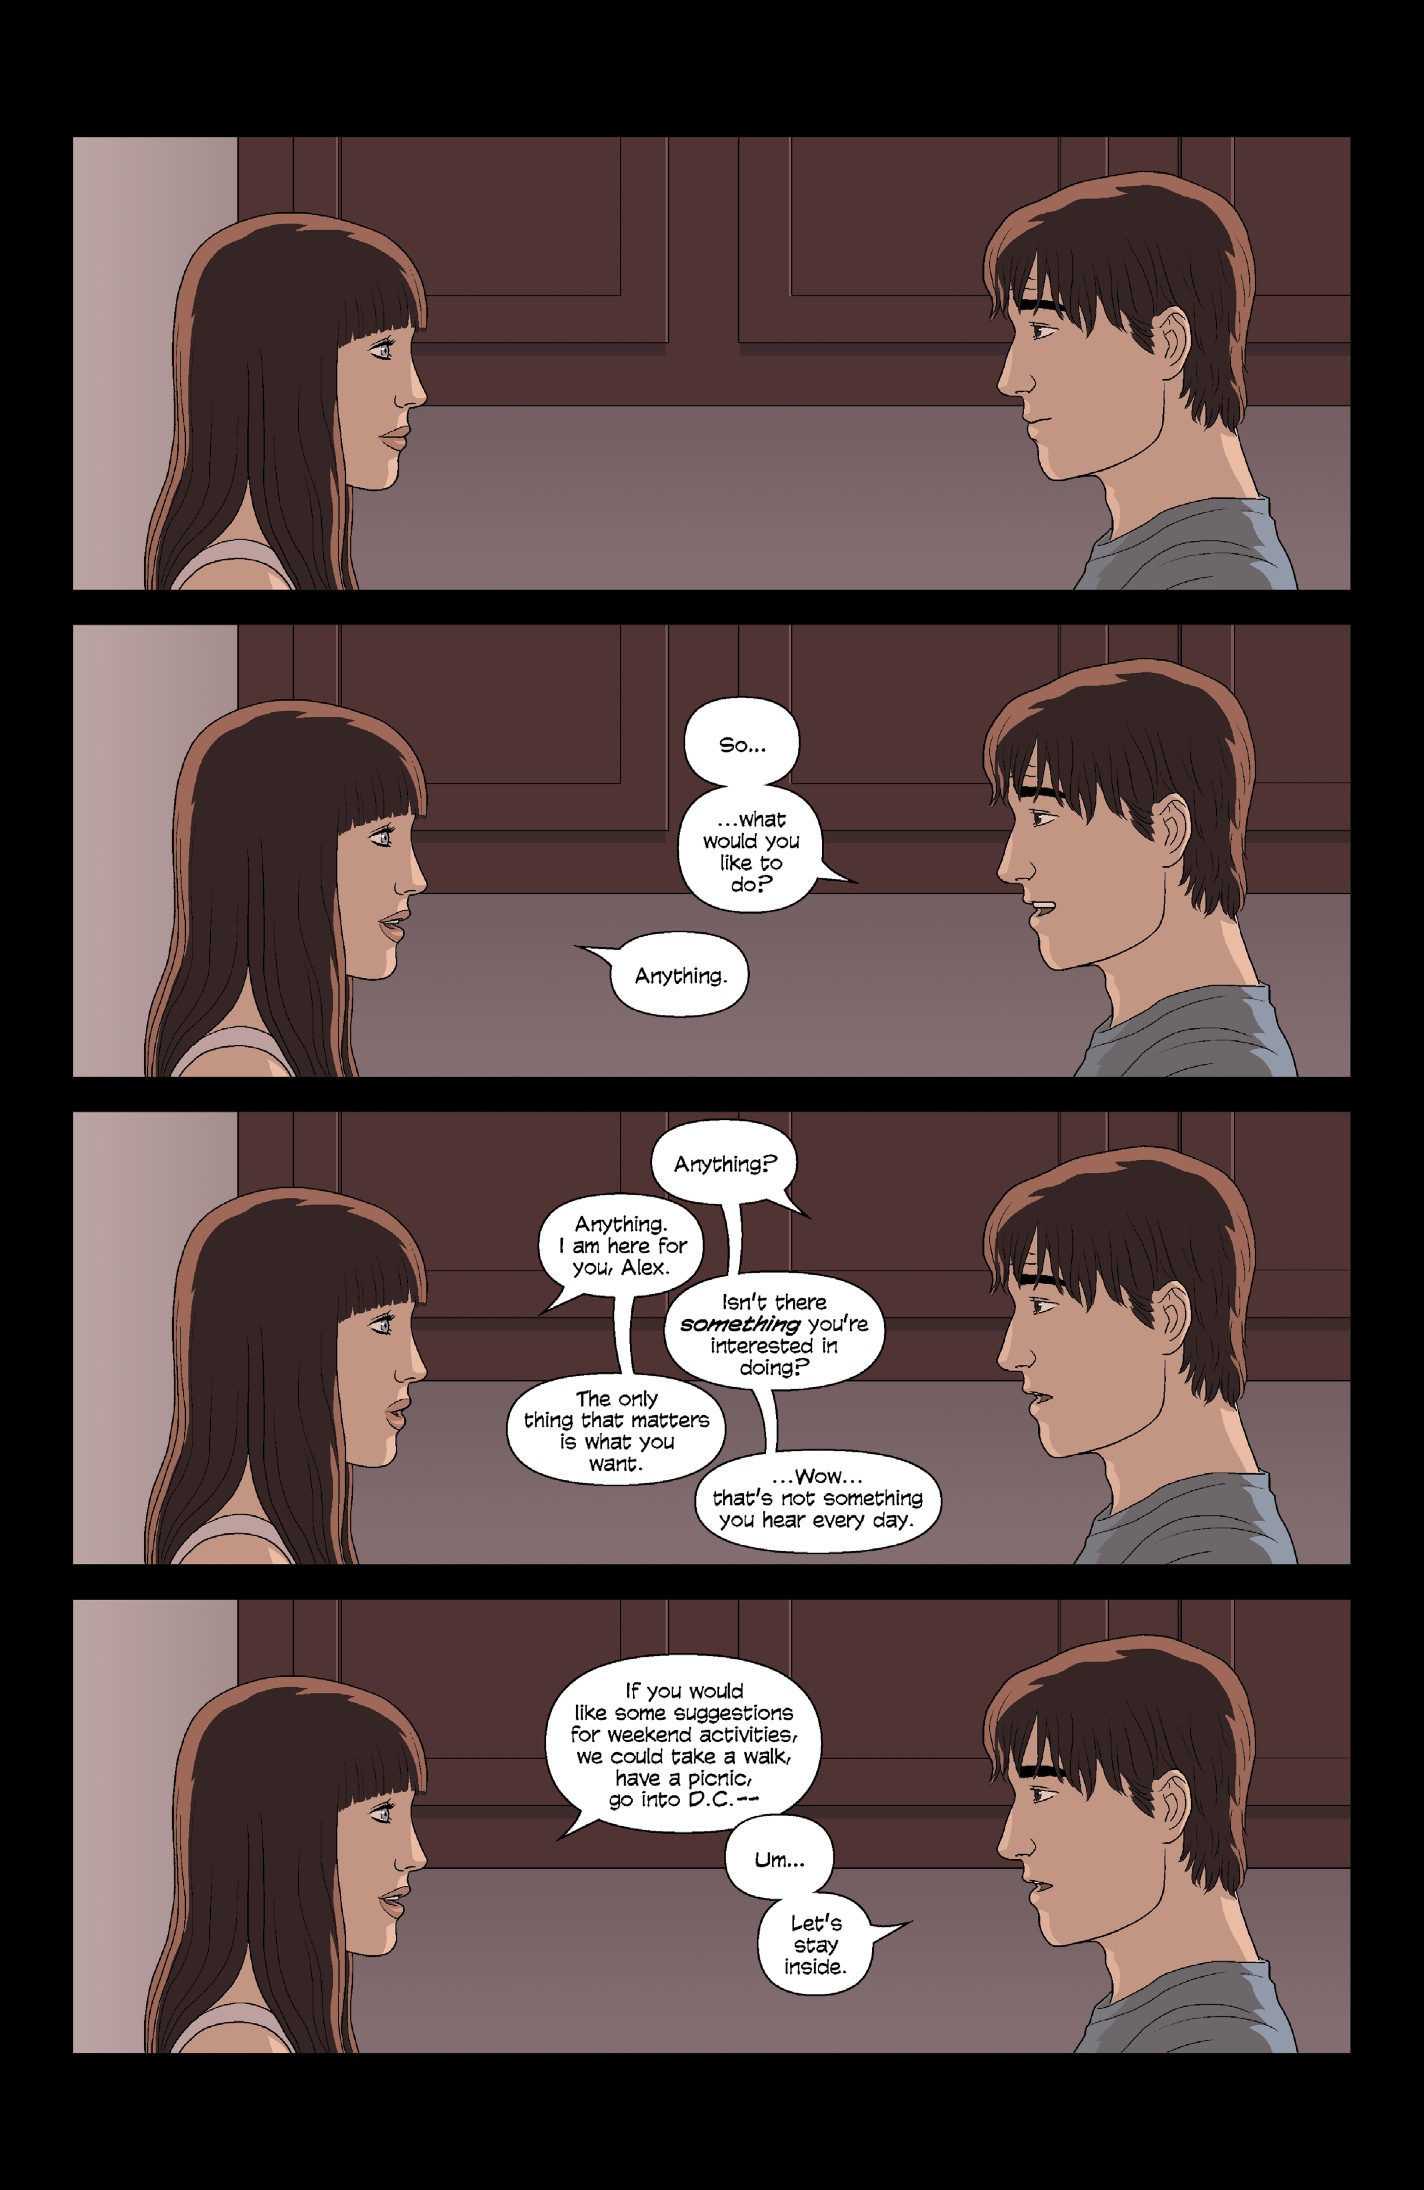 So...
...what
would you
like to
do?
Anything.
Anything?
Anything.
I am here for
you, Alex.
Isn't there
something you're
interested in
doing?
The only
thing that matters
is what you
want.
...Wow...
that's not something
you hear every day.
If you would
like some suggestions
for weekend activities,
we could take a walk,
have a picnic,
go into D.C.--
Um...
Let's
stay
inside.